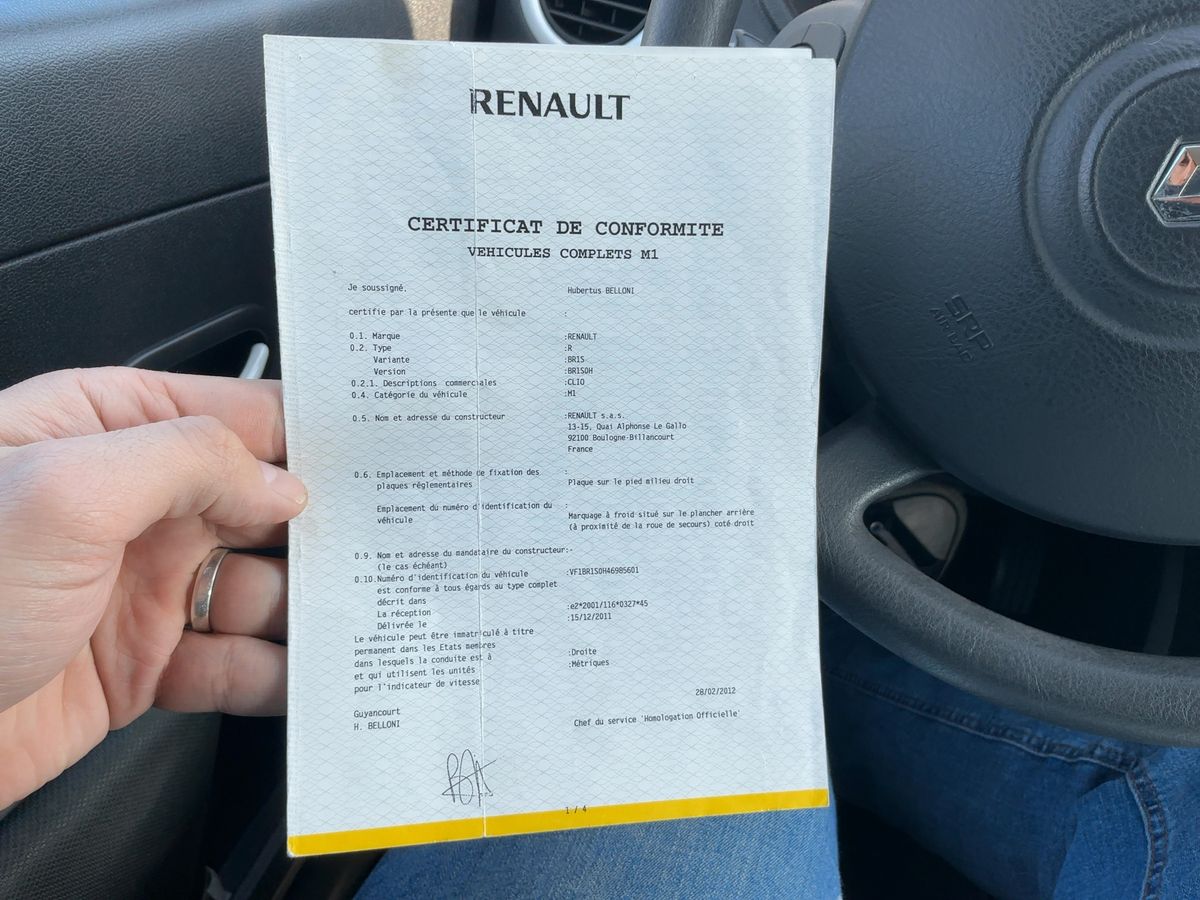 RENAULT
CERTIFICAT DE CONFORMITE
VEHICULES COMPLETS M1
Je soussigné, Hubertus BELLONI
certifie par la présente que le véhicule :
0.1. Marque :RENAULT
0.2. Type :R
Variante :BR1S
Version :BR1S0H
0.2.1. Descriptions commerciales :CLIO
0.4. Catégorie du véhicule :M1
0.5. Nom et adresse du constructeur :RENAULT s.a.s.
13-15, Quai Alphonse Le Gallo
92100 Boulogne-Billancourt
France
0.6. Emplacement et méthode de fixation des :
plaques réglementaires Plaque sur le pied milieu droit
Emplacement du numéro d'identification du :
véhicule Marquage à froid situé sur le plancher arrière
(à proximité de la roue de secours) coté droit
0.9. Nom et adresse du mandataire du constructeur:-
(le cas échéant)
0.10.Numéro d'identification du véhicule :VF1BR1S0H46985601
est conforme à tous égards au type complet
décrit dans
La réception :e2*2001/116*0327*45
Délivrée le :15/12/2011
Le véhicule peut être immatriculé à titre
permanent dans les Etats membres
dans lesquels la conduite est à :Droite
et qui utilisent les unités :Métriques
pour l'indicateur de vitesse
28/02/2012
Guyancourt
H. BELLONI Chef du service 'Homologation Officielle'
1 / 4
SRP
AIRBAG